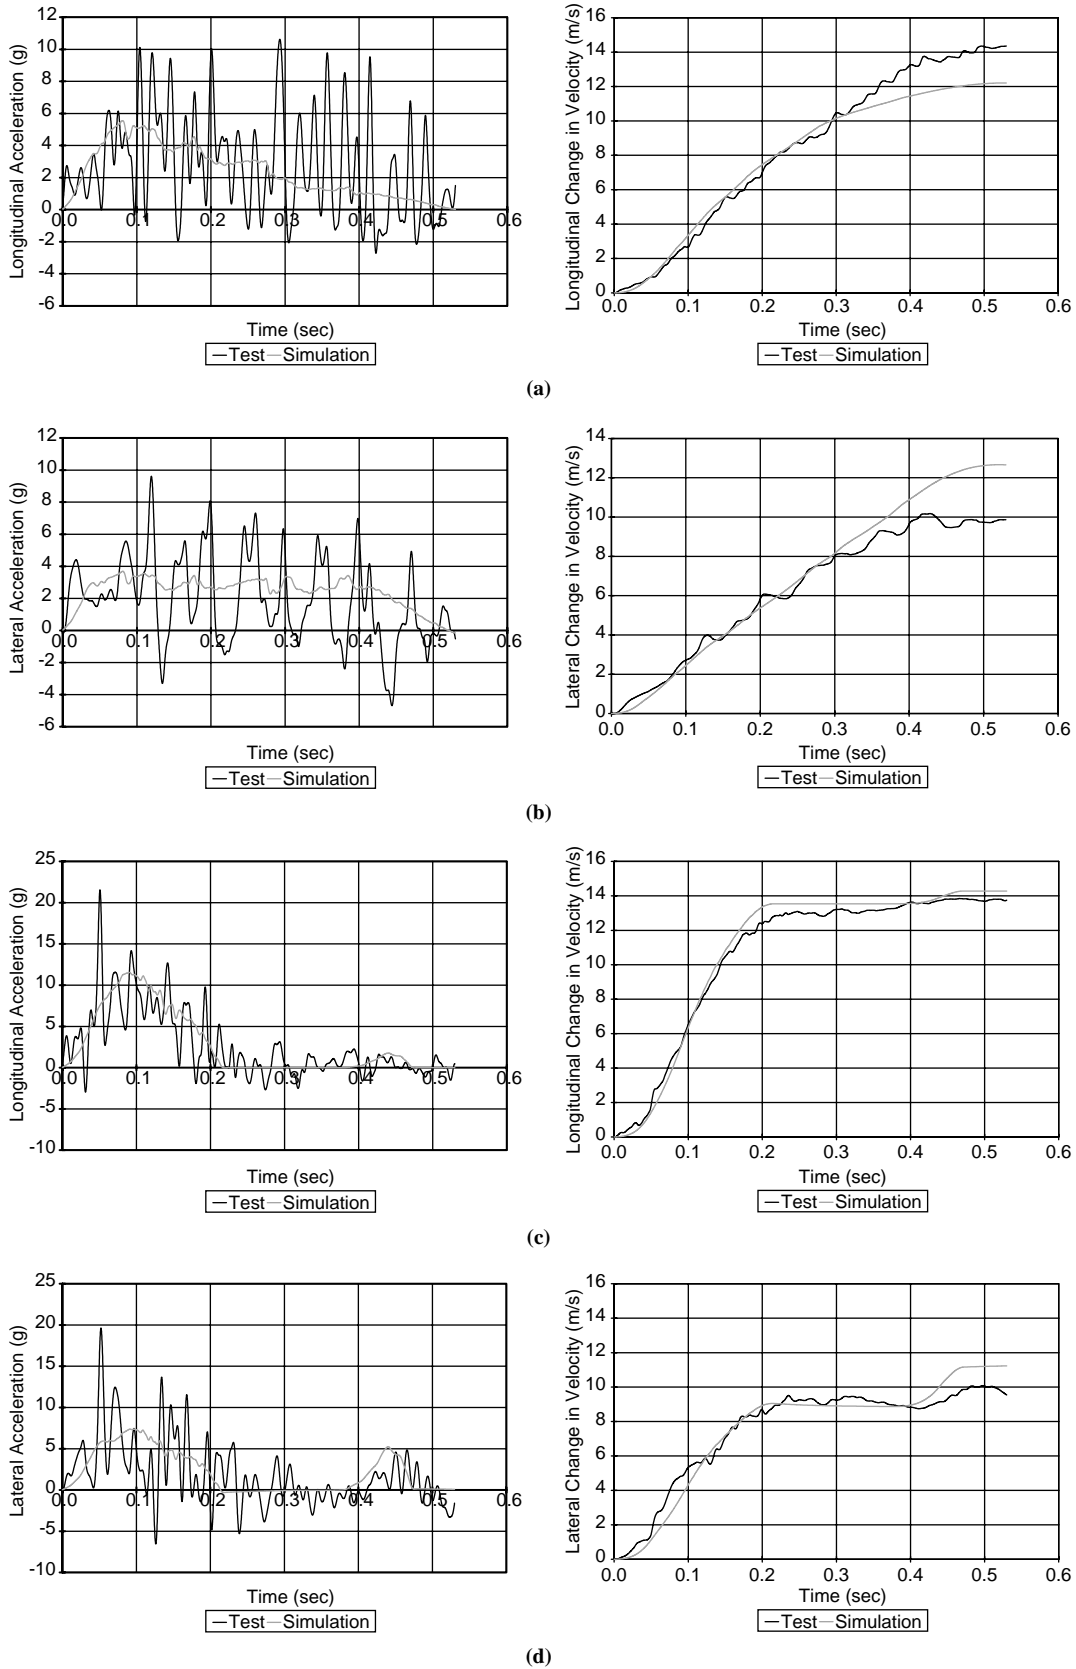 12
10
8
6
4
2
0
-2
-4
-6
Longitudinal Acceleration (g)
0.0 0.1 0.2 0.3 0.4 0.5 0.6
Time (sec)
Test Simulation
16
14
12
10
8
6
4
2
0
Longitudinal Change in Velocity (m/s)
0.0 0.1 0.2 0.3 0.4 0.5 0.6
Time (sec)
Test Simulation
(a)
12
10
8
6
4
2
0
-2
-4
-6
Lateral Acceleration (g)
0.0 0.1 0.2 0.3 0.4 0.5 0.6
Time (sec)
Test Simulation
14
12
10
8
6
4
2
0
Lateral Change in Velocity (m/s)
0.0 0.1 0.2 0.3 0.4 0.5 0.6
Time (sec)
Test Simulation
(b)
25
20
15
10
5
0
-5
-10
Longitudinal Acceleration (g)
0.0 0.1 0.2 0.3 0.4 0.5 0.6
Time (sec)
Test Simulation
16
14
12
10
8
6
4
2
0
Longitudinal Change in Velocity (m/s)
0.0 0.1 0.2 0.3 0.4 0.5 0.6
Time (sec)
Test Simulation
(c)
25
20
15
10
5
0
-5
-10
Lateral Acceleration (g)
0.0 0.1 0.2 0.3 0.4 0.5 0.6
Time (sec)
Test Simulation
16
14
12
10
8
6
4
2
0
Lateral Change in Velocity (m/s)
0.0 0.1 0.2 0.3 0.4 0.5 0.6
Time (sec)
Test Simulation
(d)